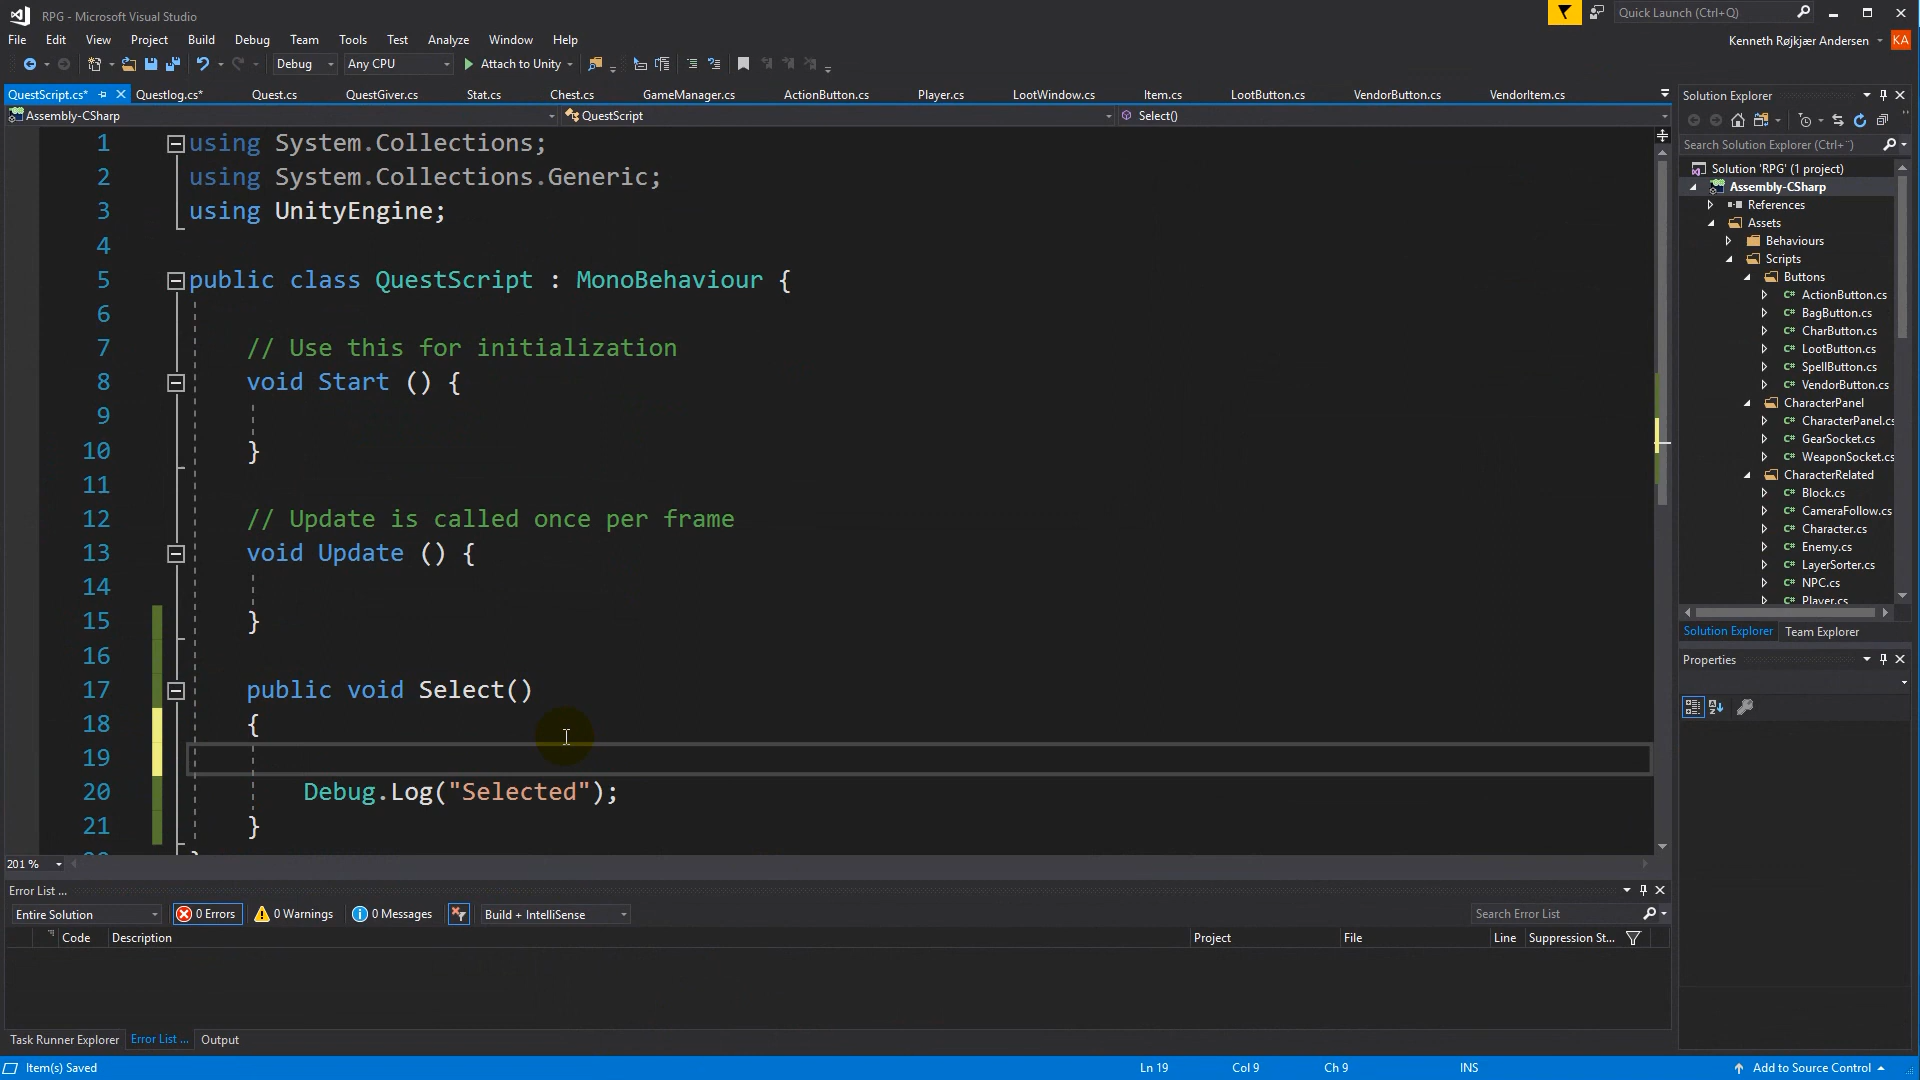 RPG - Microsoft Visual Studio
Quick Launch (Ctrl+Q)
File Edit View Project Build Debug Team Tools Test Analyze Window Help
Kenneth Røjkjær Andersen KA
Debug Any CPU Attach to Unity
QuestScript.cs* Questlog.cs* Quest.cs QuestGiver.cs Stat.cs Chest.cs GameManager.cs ActionButton.cs Player.cs LootWindow.cs Item.cs LootButton.cs VendorButton.cs VendorItem.cs
Assembly-CSharp QuestScript Select()
1 using System.Collections;
2 using System.Collections.Generic;
3 using UnityEngine;
4
5 public class QuestScript : MonoBehaviour {
6
7 // Use this for initialization
8 void Start () {
9
10 }
11
12 // Update is called once per frame
13 void Update () {
14
15 }
16
17 public void Select()
18 {
19
20 Debug.Log("Selected");
21 }
201 %
Solution Explorer
Search Solution Explorer (Ctrl+¨)
Solution 'RPG' (1 project)
Assembly-CSharp
References
Assets
Behaviours
Scripts
Buttons
C# ActionButton.cs
C# BagButton.cs
C# CharButton.cs
C# LootButton.cs
C# SpellButton.cs
C# VendorButton.cs
CharacterPanel
C# CharacterPanel.cs
C# GearSocket.cs
C# WeaponSocket.cs
CharacterRelated
C# Block.cs
C# CameraFollow.cs
C# Character.cs
C# Enemy.cs
C# LayerSorter.cs
C# NPC.cs
C# Player.cs
Solution Explorer Team Explorer
Properties
Error List ...
Entire Solution 0 Errors 0 Warnings 0 Messages Build + IntelliSense Search Error List
Code Description Project File Line Suppression St...
Task Runner Explorer Error List ... Output
Item(s) Saved Ln 19 Col 9 Ch 9 INS Add to Source Control